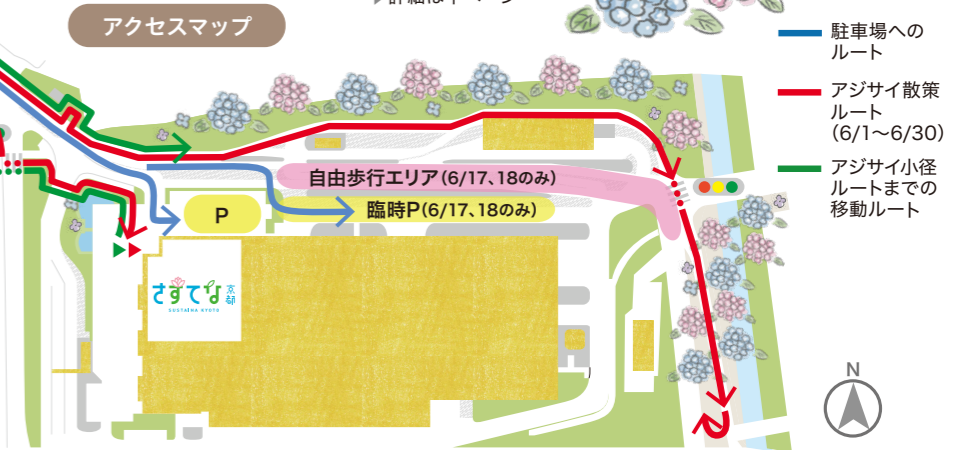 アクセスマップ
駐車場への
ルート
アジサイ散策
ルート
(6/1〜6/30)
アジサイ小径
ルートまでの
移動ルート
自由歩行エリア(6/17、18のみ)
P
臨時P(6/17、18のみ)
さすてな
京都
SUSTAINA KYOTO
N